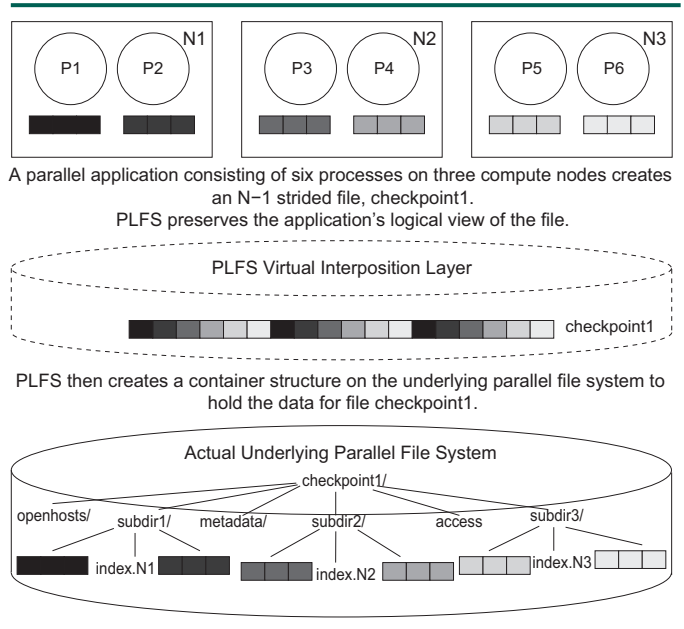 N1 N2 N3
P1 P2 P3 P4 P5 P6
A parallel application consisting of six processes on three compute nodes creates
an N−1 strided file, checkpoint1.
PLFS preserves the application's logical view of the file.
PLFS Virtual Interposition Layer
checkpoint1
PLFS then creates a container structure on the underlying parallel file system to
hold the data for file checkpoint1.
Actual Underlying Parallel File System
checkpoint1/
openhosts/ subdir1/ metadata/ subdir2/ access subdir3/
index.N1 index.N2 index.N3